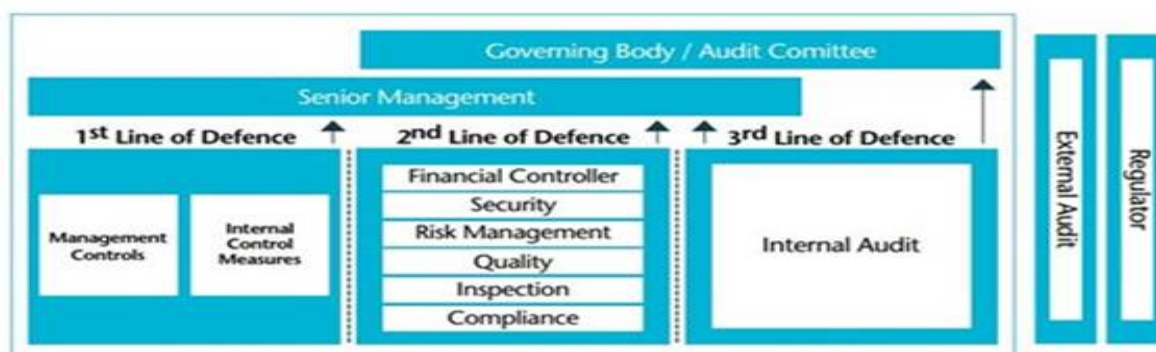 Governing Body / Audit Comittee
Senior Management
1st Line of Defence
2nd Line of Defence
3rd Line of Defence
Management
Controls
Internal
Control
Measures
Financial Controller
Security
Risk Management
Quality
Inspection
Compliance
Internal Audit
External Audit
Regulator